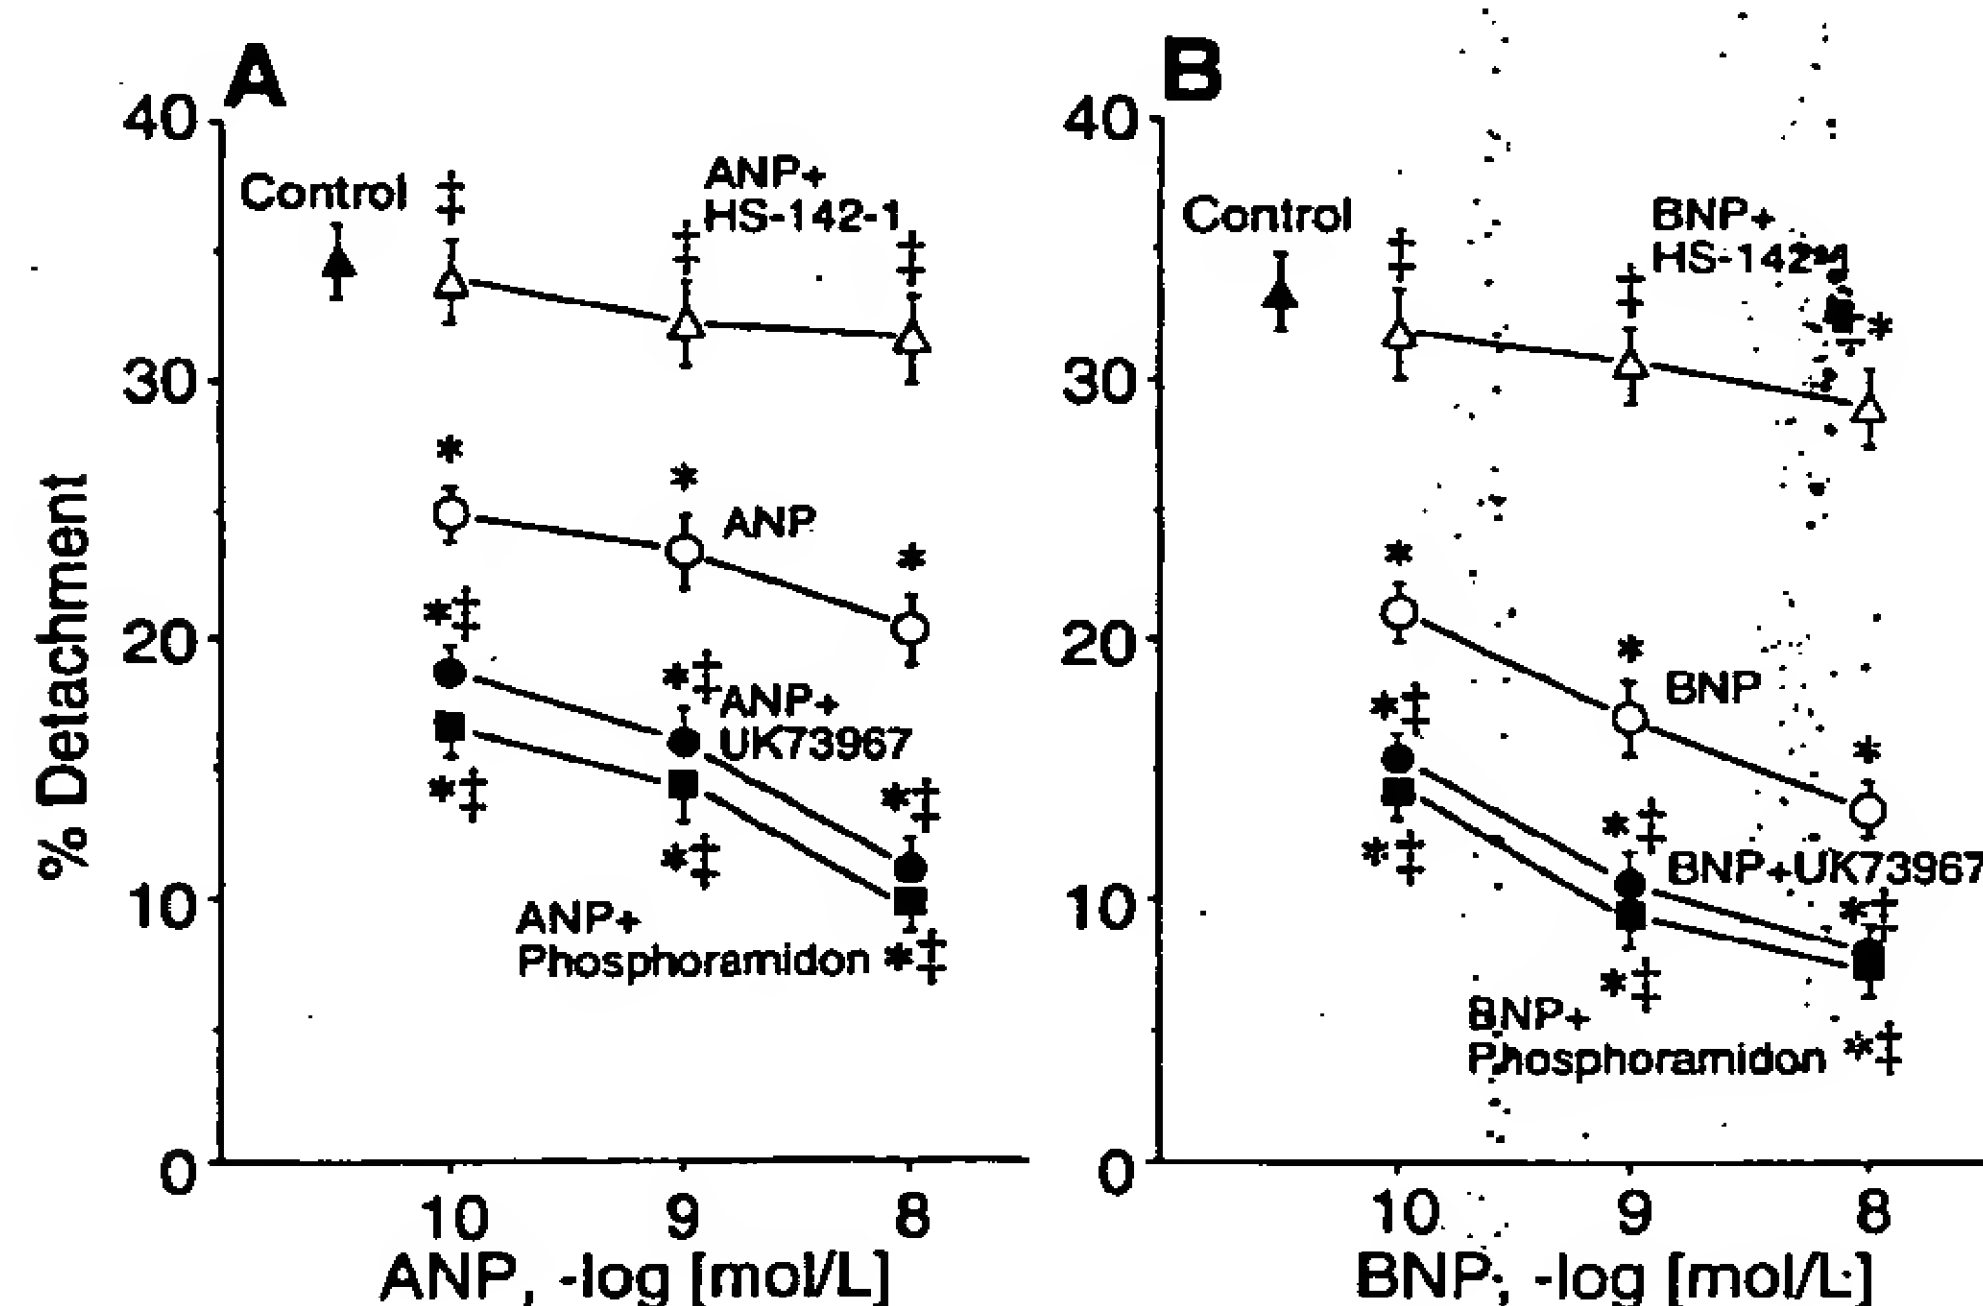 A
40
30
20
10
0
% Detachment
Control
‡
‡
‡
ANP+
HS-142-1
*
*
*
ANP
*‡
*‡
*‡
ANP+
UK73967
*‡
*‡
*‡
ANP+
Phosphoramidon
10 9 8
ANP, -log [mol/L]
B
40
30
20
10
0
Control
‡
‡
‡*
BNP+
HS-142-1
*
*
*
BNP
*‡
*‡
*‡
BNP+UK73967
*‡
*‡
*‡
BNP+
Phosphoramidon
10 9 8
BNP, -log [mol/L]